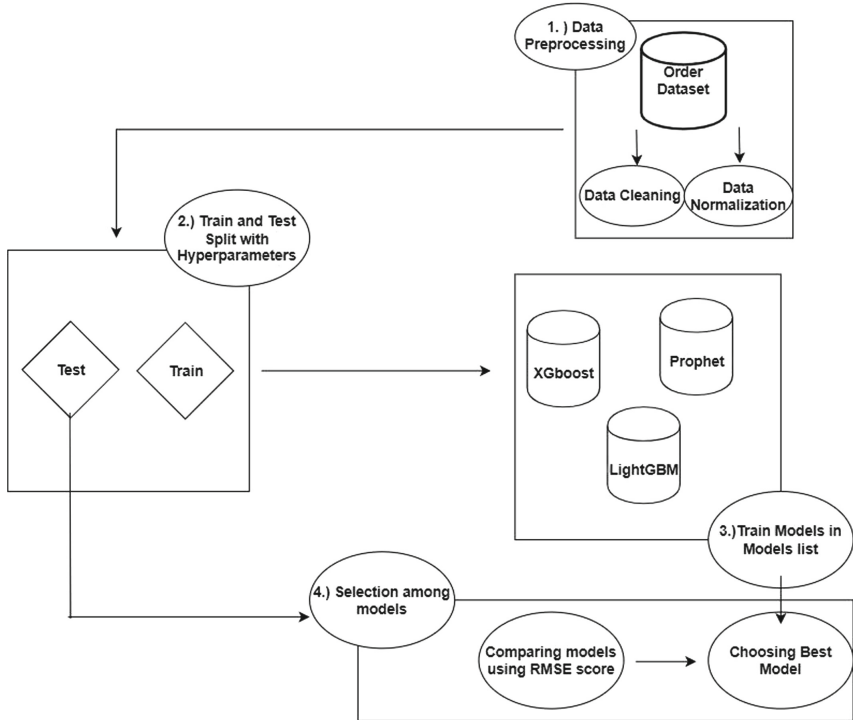 1. ) Data
Preprocessing
Order
Dataset
Data Cleaning
Data
Normalization
2.) Train and Test
Split with
Hyperparameters
Test
Train
XGboost
Prophet
LightGBM
3.)Train Models in
Models list
4.) Selection among
models
Comparing models
using RMSE score
Choosing Best
Model